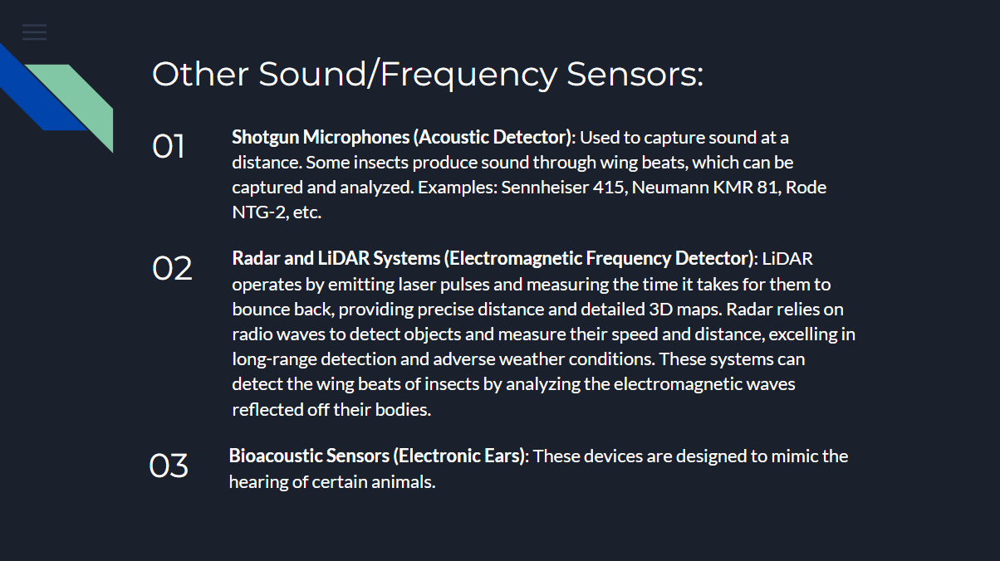 Other Sound/Frequency Sensors:
01
Shotgun Microphones (Acoustic Detector): Used to capture sound at a
distance. Some insects produce sound through wing beats, which can be
captured and analyzed. Examples: Sennheiser 415, Neumann KMR 81, Rode
NTG-2, etc.
02
Radar and LiDAR Systems (Electromagnetic Frequency Detector): LiDAR
operates by emitting laser pulses and measuring the time it takes for them to
bounce back, providing precise distance and detailed 3D maps. Radar relies on
radio waves to detect objects and measure their speed and distance, excelling in
long-range detection and adverse weather conditions. These systems can
detect the wing beats of insects by analyzing the electromagnetic waves
reflected off their bodies.
03
Bioacoustic Sensors (Electronic Ears): These devices are designed to mimic the
hearing of certain animals.